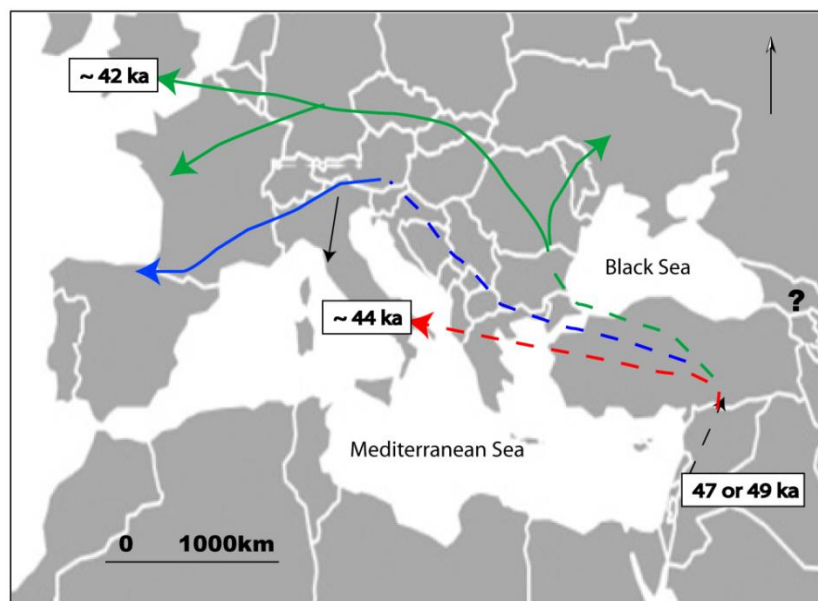 ~ 42 ka
Black Sea
?
~ 44 ka
Mediterranean Sea
47 or 49 ka
0 1000km